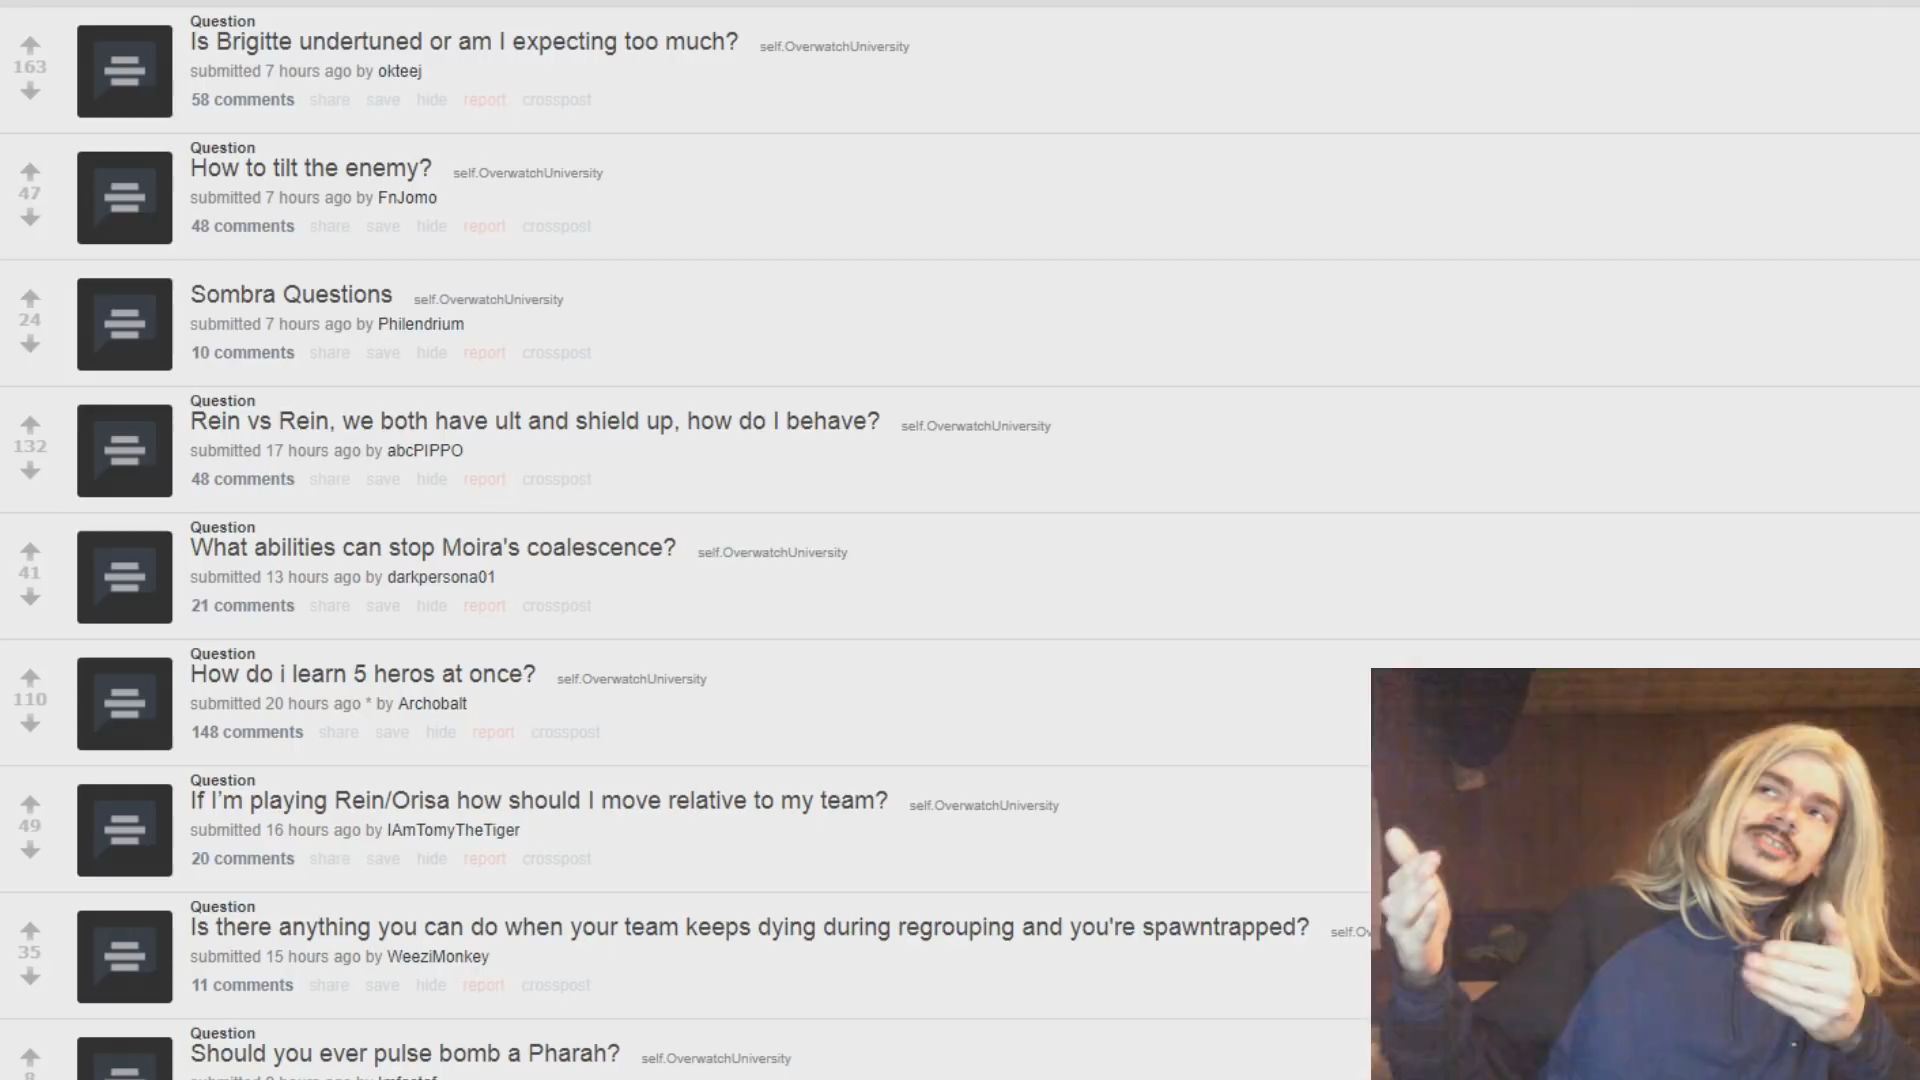 Question
163
Is Brigitte undertuned or am I expecting too much? self.OverwatchUniversity
submitted 7 hours ago by okteej
58 comments share save hide report crosspost
Question
47
How to tilt the enemy? self.OverwatchUniversity
submitted 7 hours ago by FnJomo
48 comments share save hide report crosspost
24
Sombra Questions self.OverwatchUniversity
submitted 7 hours ago by Philendrium
10 comments share save hide report crosspost
Question
132
Rein vs Rein, we both have ult and shield up, how do I behave? self.OverwatchUniversity
submitted 17 hours ago by abcPIPPO
48 comments share save hide report crosspost
Question
41
What abilities can stop Moira's coalescence? self.OverwatchUniversity
submitted 13 hours ago by darkpersona01
21 comments share save hide report crosspost
Question
110
How do i learn 5 heros at once? self.OverwatchUniversity
submitted 20 hours ago * by Archobalt
148 comments share save hide report crosspost
Question
49
If I’m playing Rein/Orisa how should I move relative to my team? self.OverwatchUniversity
submitted 16 hours ago by IAmTomyTheTiger
20 comments share save hide report crosspost
Question
35
Is there anything you can do when your team keeps dying during regrouping and you're spawntrapped? self.Ov
submitted 15 hours ago by WeeziMonkey
11 comments share save hide report crosspost
Question
Should you ever pulse bomb a Pharah? self.OverwatchUniversity